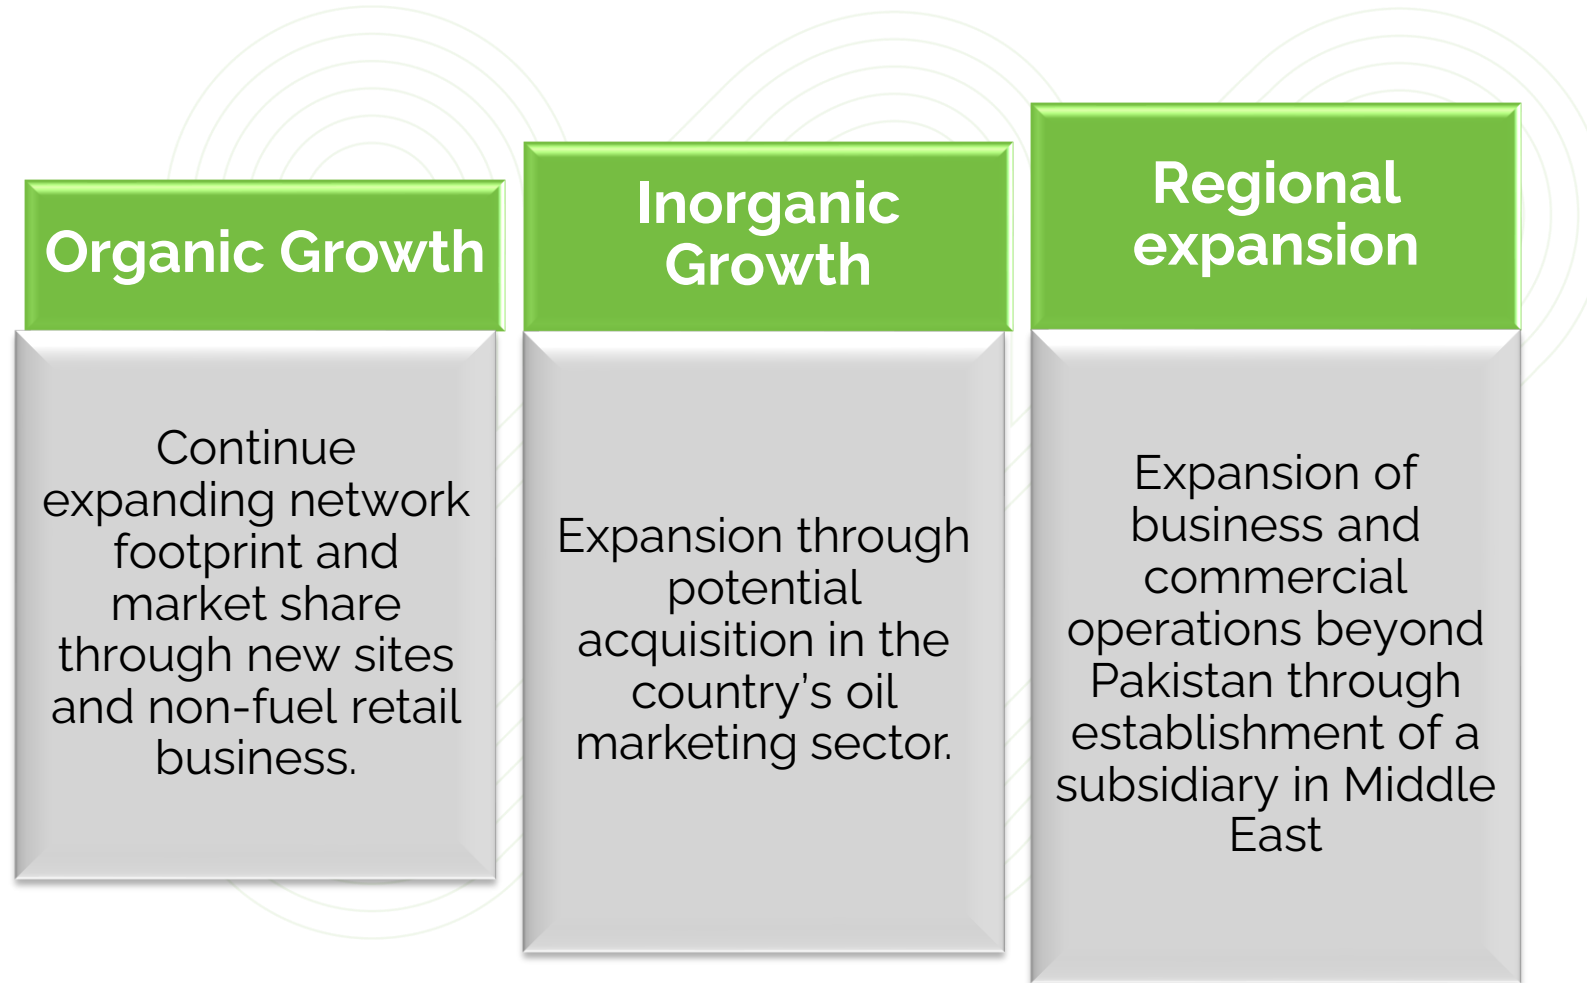 Organic Growth
Continue
expanding network
footprint and
market share
through new sites
and non-fuel retail
business.
Inorganic
Growth
Expansion through
potential
acquisition in the
country’s oil
marketing sector.
Regional
expansion
Expansion of
business and
commercial
operations beyond
Pakistan through
establishment of a
subsidiary in Middle
East